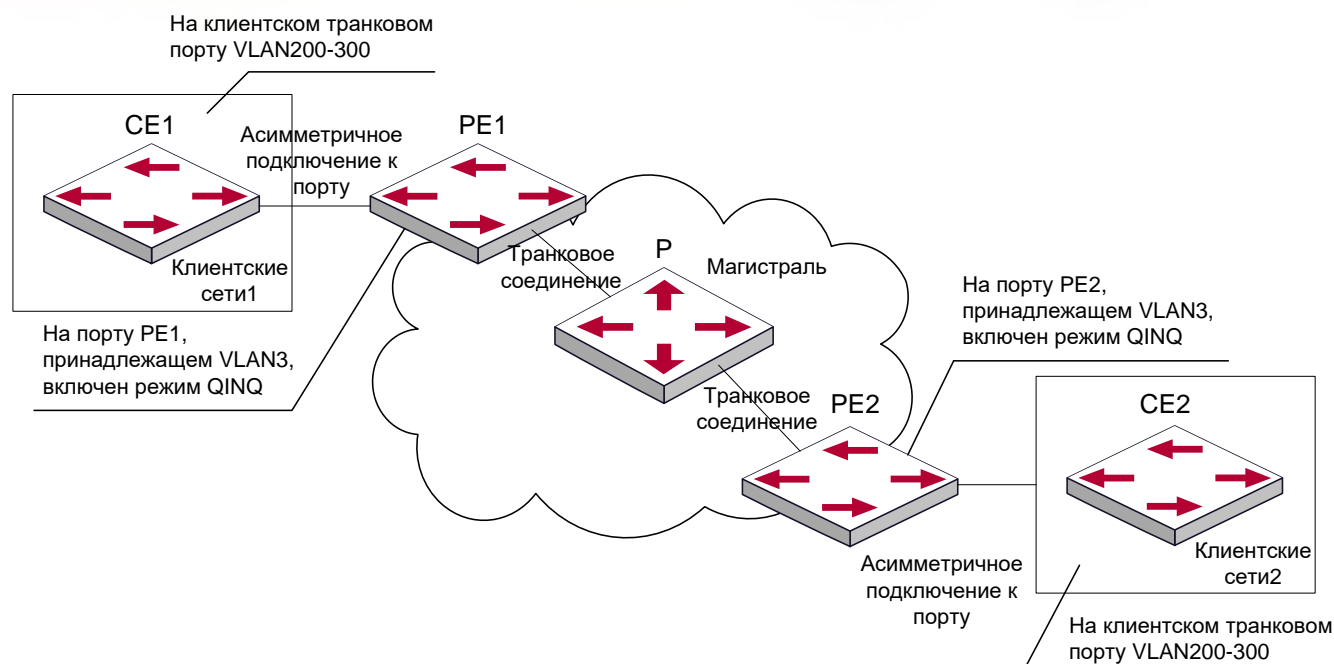 На клиентском транковом
порту VLAN200-300
CE1
Асимметричное
подключение к
порту
PE1
Клиентские
сети1
Транковое
соединение
P
Магистраль
На порту PE1,
принадлежащем VLAN3,
включен режим QINQ
На порту PE2,
принадлежащем VLAN3,
включен режим QINQ
Транковое
соединение
PE2
CE2
Клиентские
сети2
Асимметричное
подключение к
порту
На клиентском транковом
порту VLAN200-300